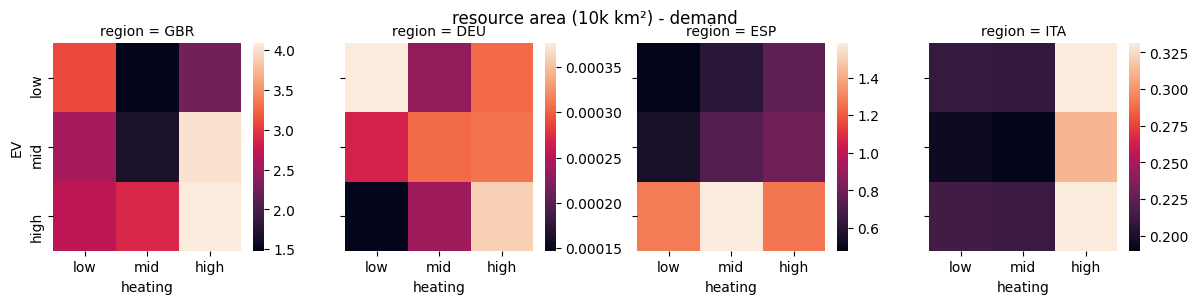 resource area (10k km²) - demand
region = GBR
region = DEU
region = ESP
region = ITA
EV
low
mid
high
low mid high
heating
4.0
3.5
3.0
2.5
2.0
1.5
low mid high
heating
0.00035
0.00030
0.00025
0.00020
0.00015
low mid high
heating
1.4
1.2
1.0
0.8
0.6
low mid high
heating
0.325
0.300
0.275
0.250
0.225
0.200